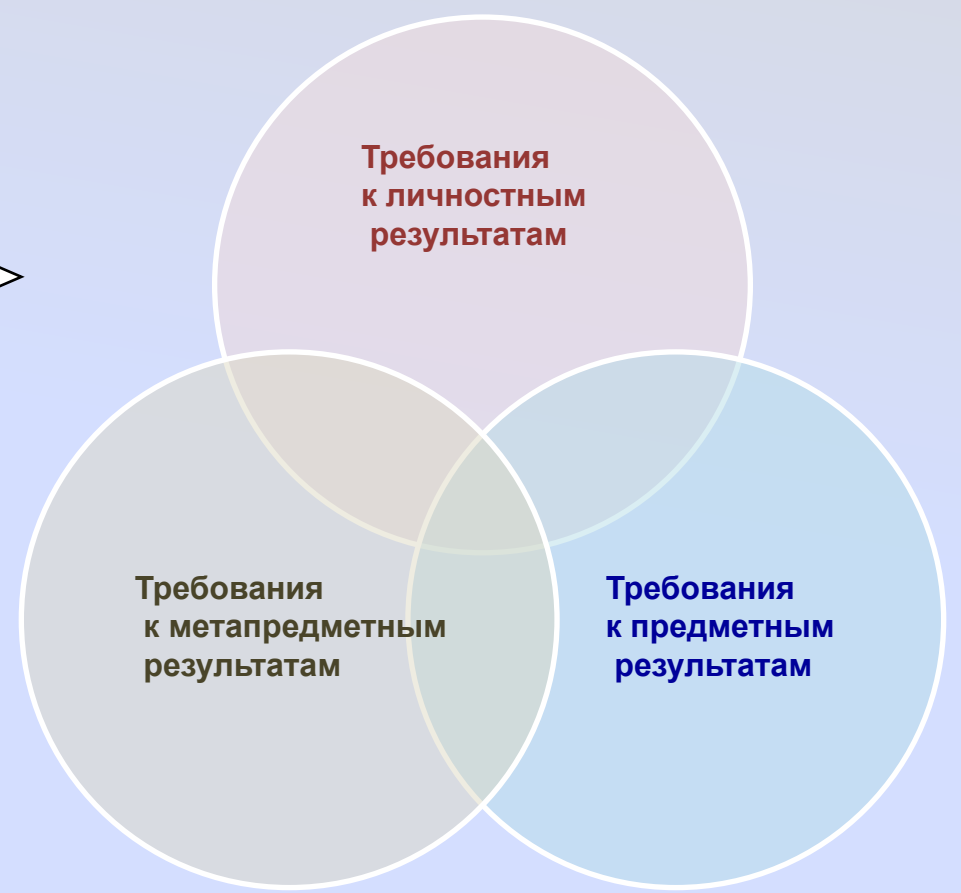 Требования
к личностным
результатам
Требования
к метапредметным
результатам
Требования
к предметным
результатам